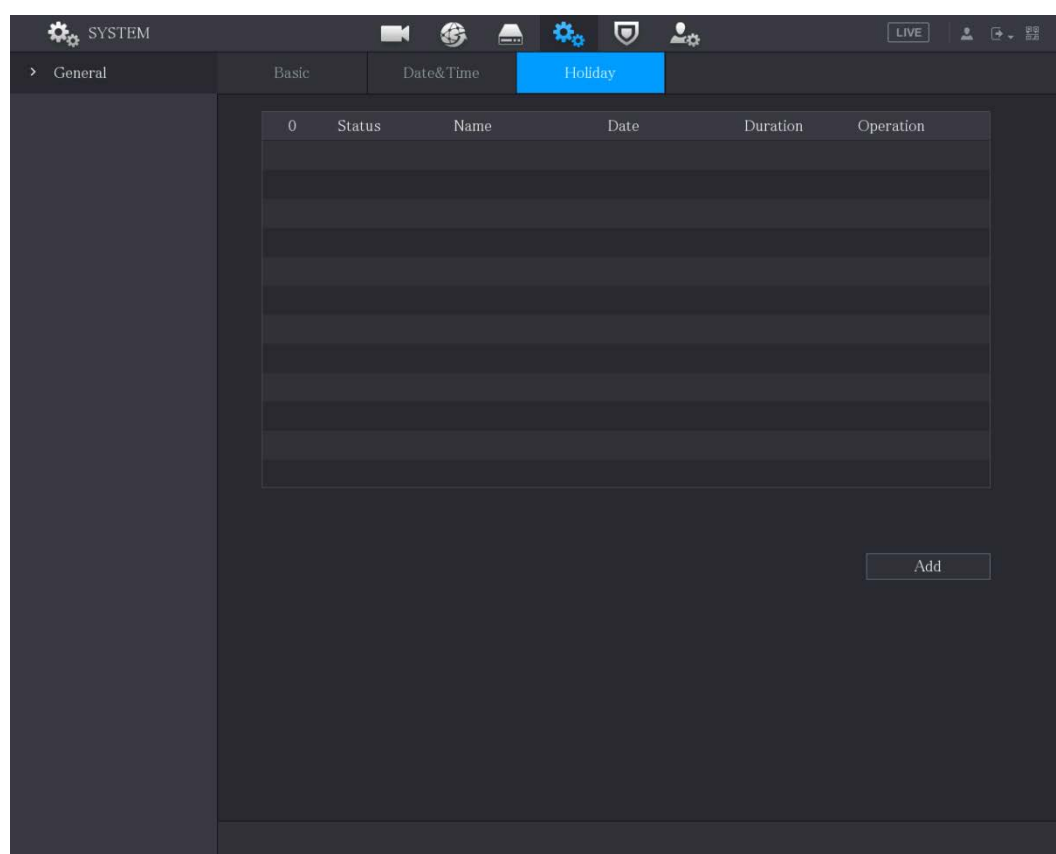 SYSTEM LIVE
General Basic Date&Time Holiday
0 Status Name Date Duration Operation
Add